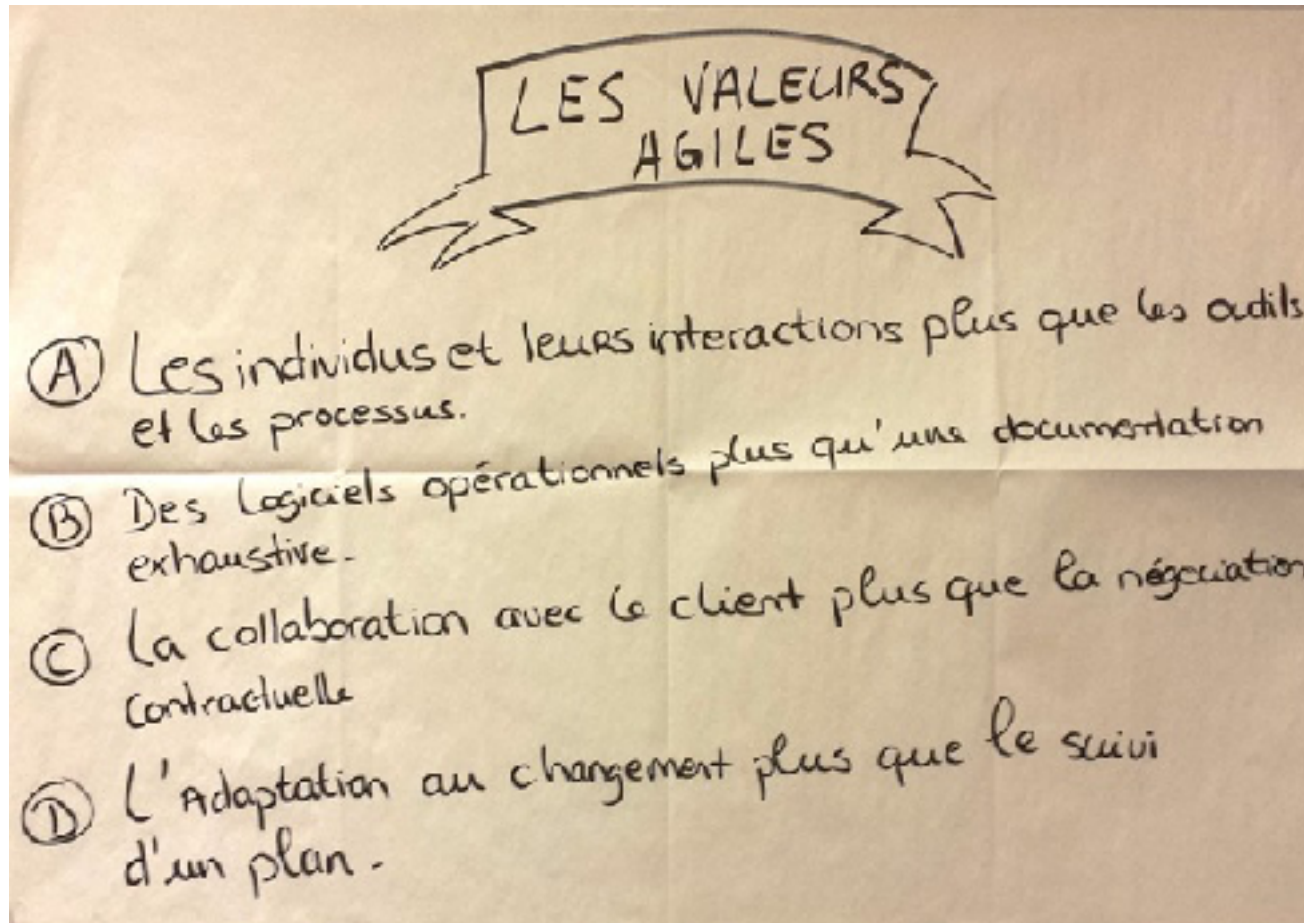 LES VALEURS
AGILES
A Les individus et leurs interactions plus que les outils
et les processus.
B Des logiciels opérationnels plus qu'une documentation
exhaustive.
C La collaboration avec le client plus que la négociation
contractuelle
D L'Adaptation au changement plus que le suivi
d'un plan.